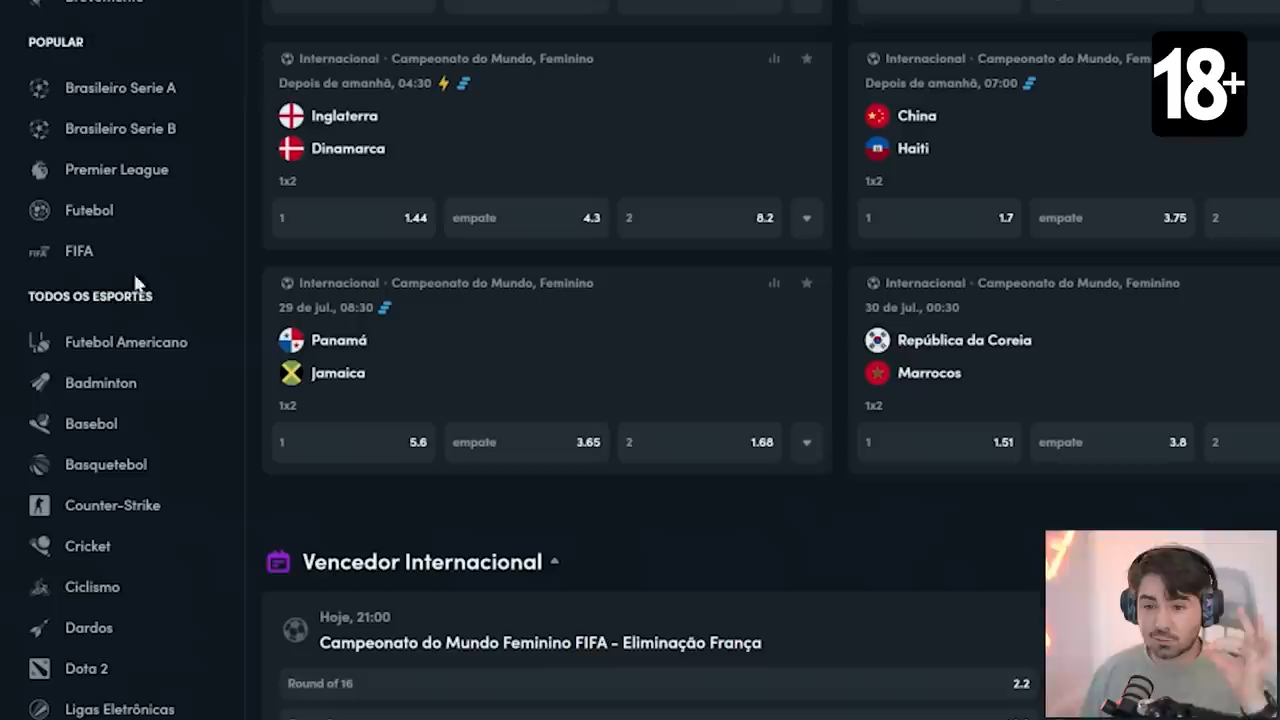 POPULAR
Brasileiro Serie A
Brasileiro Serie B
Premier League
Futebol
FIFA
TODOS OS ESPORTES
Futebol Americano
Badminton
Basebol
Basquetebol
Counter-Strike
Cricket
Ciclismo
Dardos
Dota 2
Ligas Eletrônicas
Internacional · Campeonato do Mundo, Feminino
Depois de amanhã, 04:30
Inglaterra
Dinamarca
1x2
1 1.44 empate 4.3 2 8.2
Internacional · Campeonato do Mundo, Fem
Depois de amanhã, 07:00
China
Haiti
1x2
1 1.7 empate 3.75 2
18+
Internacional · Campeonato do Mundo, Feminino
29 de jul., 08:30
Panamá
Jamaica
1x2
1 5.6 empate 3.65 2 1.68
Internacional · Campeonato do Mundo, Feminino
30 de jul., 00:30
República da Coreia
Marrocos
1x2
1 1.51 empate 3.8 2
Vencedor Internacional
Hoje, 21:00
Campeonato do Mundo Feminino FIFA - Eliminação França
Round of 16 2.2